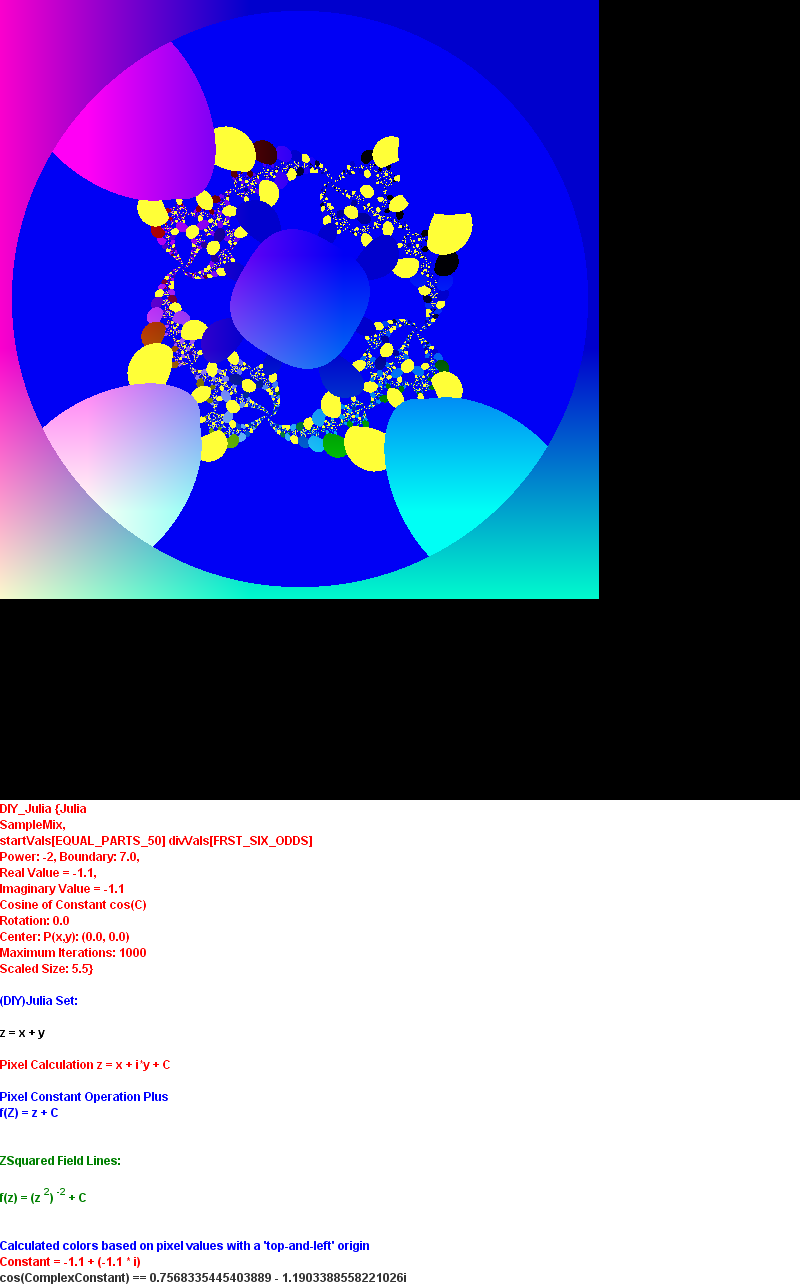 DIY_Julia {Julia
SampleMix,
startVals[EQUAL_PARTS_50] divVals[FRST_SIX_ODDS]
Power: -2, Boundary: 7.0,
Real Value = -1.1,
Imaginary Value = -1.1
Cosine of Constant cos(C)
Rotation: 0.0
Center: P(x,y): (0.0, 0.0)
Maximum Iterations: 1000
Scaled Size: 5.5}
(DIY)Julia Set:
z = x + y
Pixel Calculation z = x + i*y + C
Pixel Constant Operation Plus
f(Z) = z + C
ZSquared Field Lines:
f(z) = (z 2) -2 + C
Calculated colors based on pixel values with a 'top-and-left' origin
Constant = -1.1 + (-1.1 * i)
cos(ComplexConstant) == 0.7568335445403889 - 1.1903388558221026i